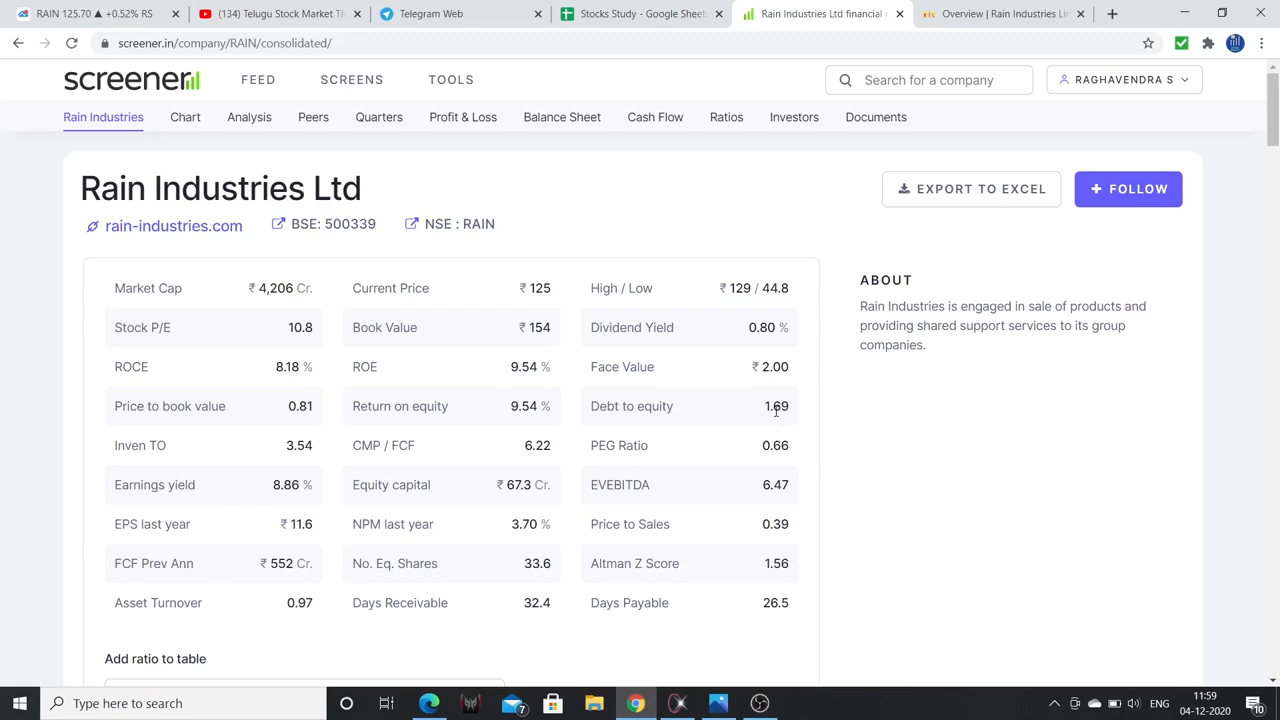 RAIN 125.70 ▲ +0.52% RS
(134) Telugu Stock Market T
Telegram Web
Stocks Study - Google Sheet
Rain Industries Ltd financial
Overview | Rain Industries Li
screener.in/company/RAIN/consolidated/
screener
FEED
SCREENS
TOOLS
Search for a company
RAGHAVENDRA S
Rain Industries
Chart
Analysis
Peers
Quarters
Profit & Loss
Balance Sheet
Cash Flow
Ratios
Investors
Documents
Rain Industries Ltd
EXPORT TO EXCEL
+ FOLLOW
rain-industries.com
BSE: 500339
NSE : RAIN
Market Cap ₹ 4,206 Cr. Current Price ₹ 125 High / Low ₹ 129 / 44.8
Stock P/E 10.8 Book Value ₹ 154 Dividend Yield 0.80 %
ROCE 8.18 % ROE 9.54 % Face Value ₹ 2.00
Price to book value 0.81 Return on equity 9.54 % Debt to equity 1.69
Inven TO 3.54 CMP / FCF 6.22 PEG Ratio 0.66
Earnings yield 8.86 % Equity capital ₹ 67.3 Cr. EVEBITDA 6.47
EPS last year ₹ 11.6 NPM last year 3.70 % Price to Sales 0.39
FCF Prev Ann ₹ 552 Cr. No. Eq. Shares 33.6 Altman Z Score 1.56
Asset Turnover 0.97 Days Receivable 32.4 Days Payable 26.5
Add ratio to table
ABOUT
Rain Industries is engaged in sale of products and
providing shared support services to its group
companies.
Type here to search
7
11:59
04-12-2020
10